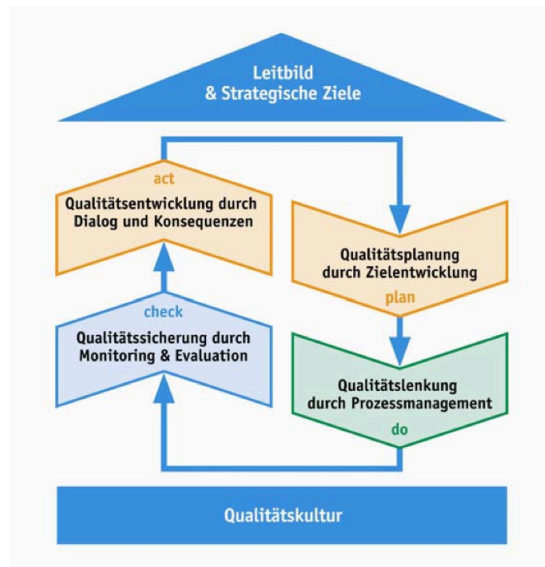 Leitbild
& Strategische Ziele
act
Qualitätsentwicklung durch
Dialog und Konsequenzen
Qualitätsplanung
durch Zielentwicklung
plan
check
Qualitätssicherung durch
Monitoring & Evaluation
Qualitätslenkung
durch Prozessmanagement
do
Qualitätskultur